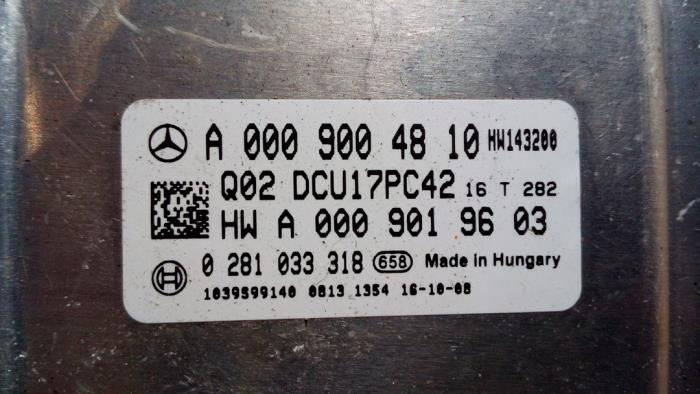 A 000 900 48 10 HW143200
Q02 DCU17PC42 16 T 282
HW A 000 901 96 03
0 281 033 318 658 Made in Hungary
1039S99140 0813 1354 16-10-08